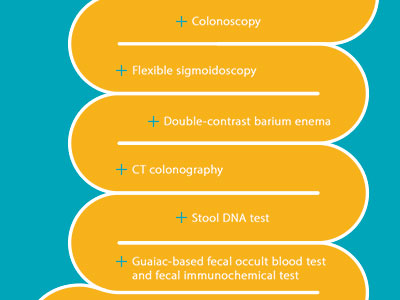 + Colonoscopy
+ Flexible sigmoidoscopy
+ Double-contrast barium enema
+ CT colonography
+ Stool DNA test
+ Guaiac-based fecal occult blood test
and fecal immunochemical test